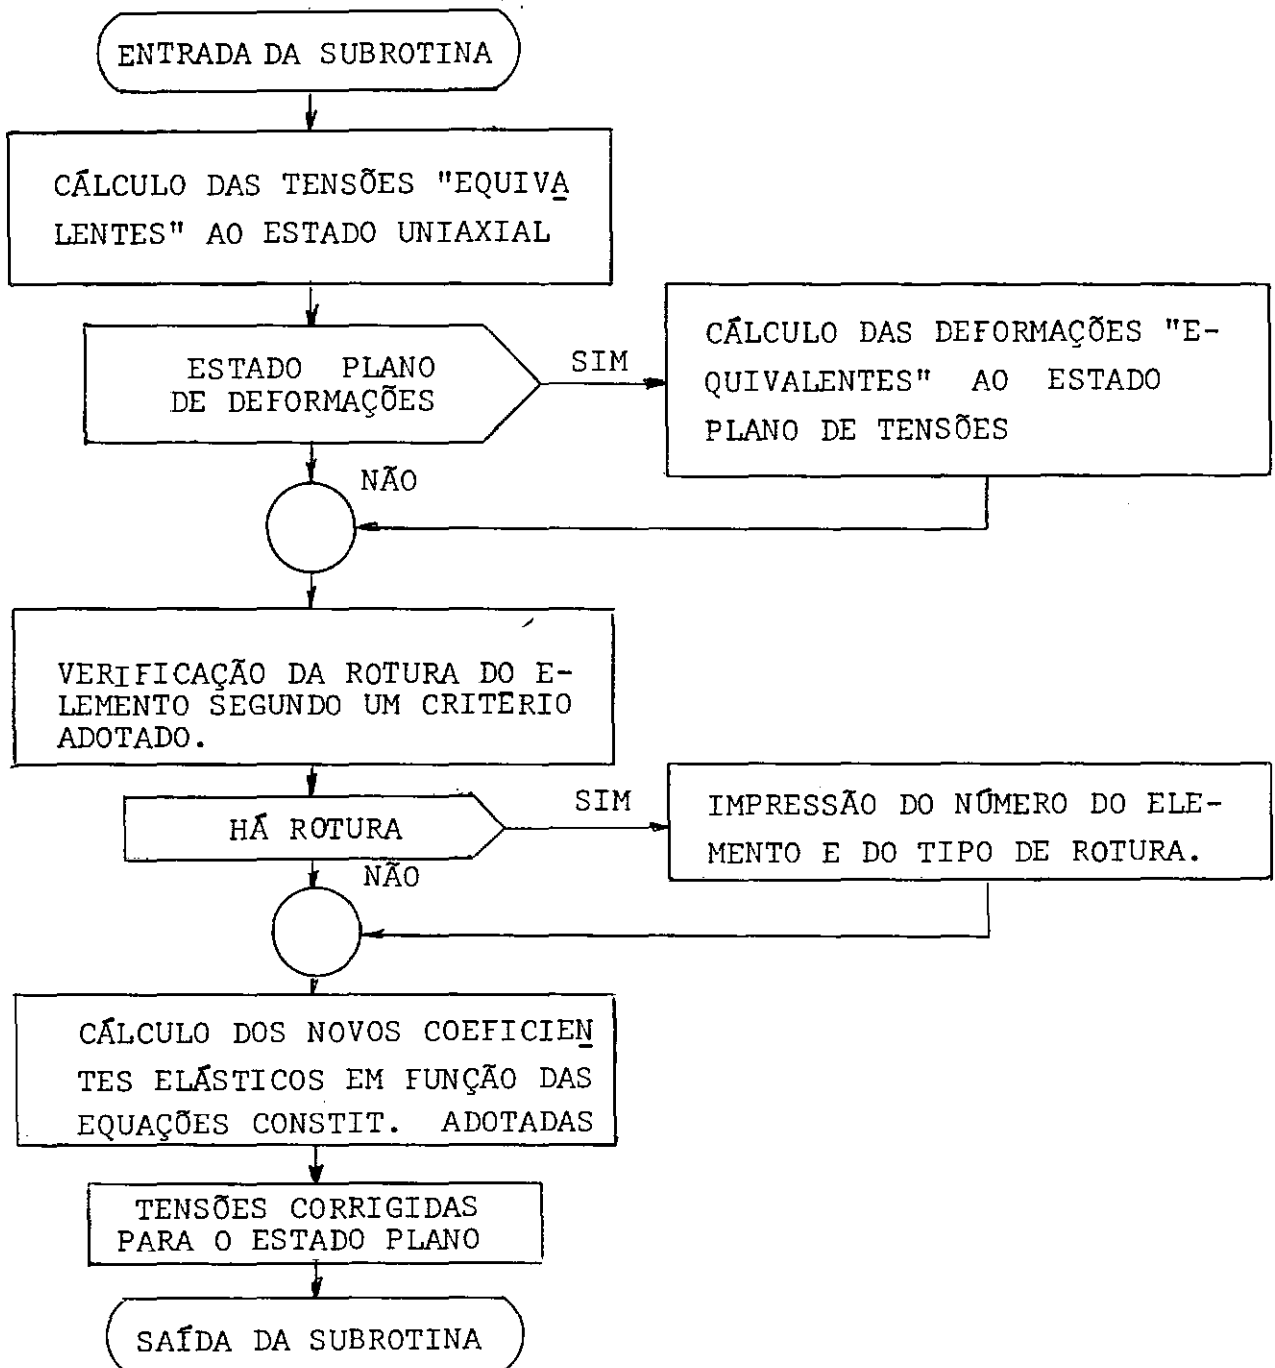 ENTRADA DA SUBROTINA
CÁLCULO DAS TENSÕES "EQUIVA
LENTES" AO ESTADO UNIAXIAL
ESTADO PLANO
DE DEFORMAÇÕES
SIM
CÁLCULO DAS DEFORMAÇÕES "E-
QUIVALENTES" AO ESTADO
PLANO DE TENSÕES
NÃO
VERIFICAÇÃO DA ROTURA DO E-
LEMENTO SEGUNDO UM CRITÉRIO
ADOTADO.
HÁ ROTURA
SIM
IMPRESSÃO DO NÚMERO DO ELE-
MENTO E DO TIPO DE ROTURA.
NÃO
CÁLCULO DOS NOVOS COEFICIEN
TES ELÁSTICOS EM FUNÇÃO DAS
EQUAÇÕES CONSTIT. ADOTADAS
TENSÕES CORRIGIDAS
PARA O ESTADO PLANO
SAÍDA DA SUBROTINA